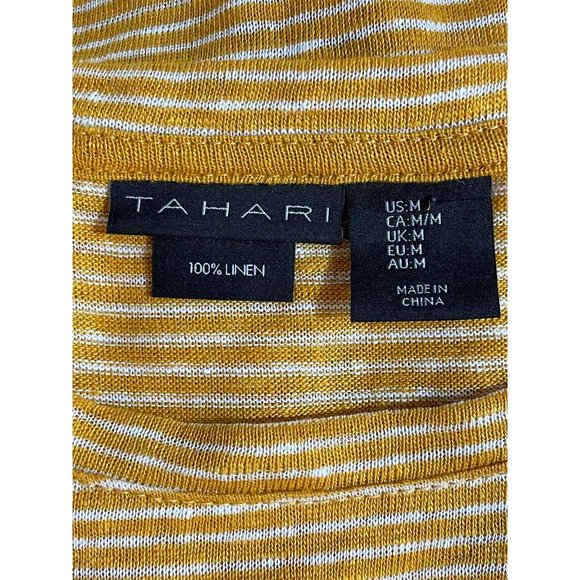 TAHARI
100% LINEN
US:M
CA:M/M
UK:M
EU:M
AU:M
MADE IN
CHINA